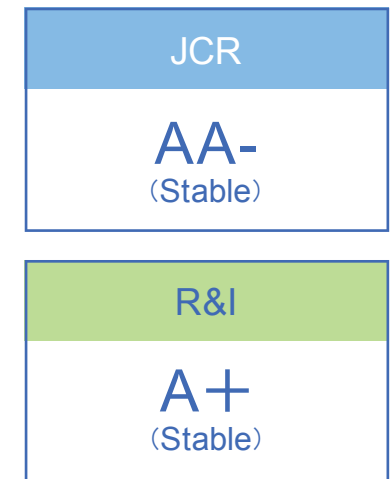 JCR
AA-
（Stable）
R&I
A＋
（Stable）